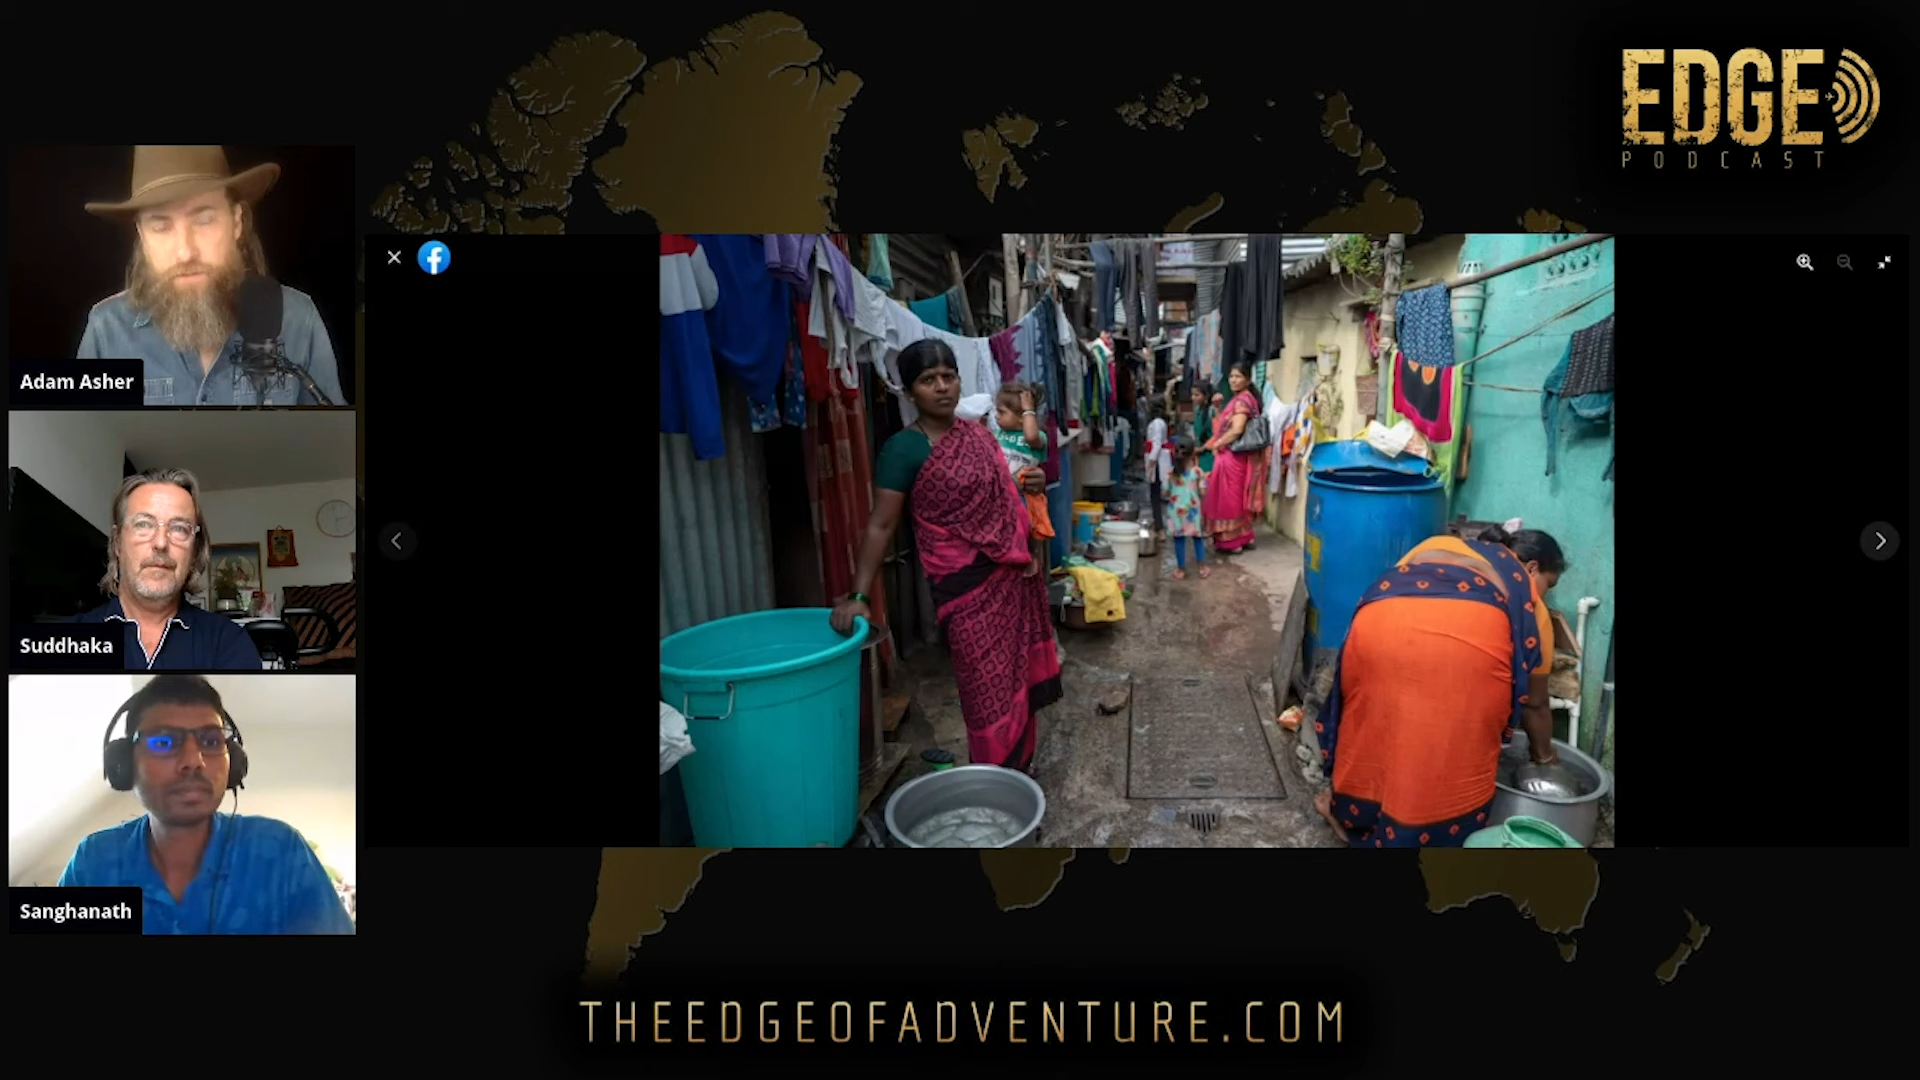 EDGE
PODCAST
Adam Asher
Suddhaka
Sanghanath
THEEDGEOFADVENTURE.COM